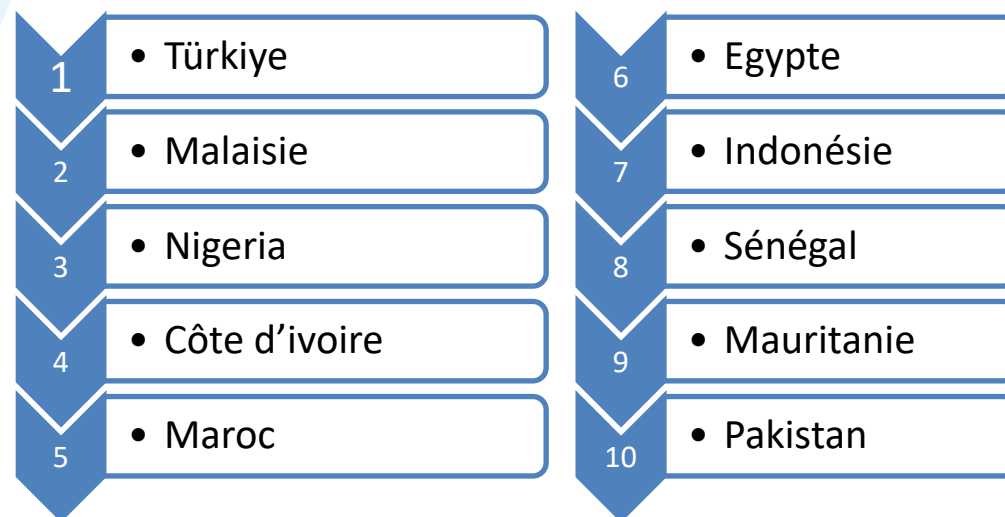 1
• Türkiye
2
• Malaisie
3
• Nigeria
4
• Côte d’ivoire
5
• Maroc
6
• Egypte
7
• Indonésie
8
• Sénégal
9
• Mauritanie
10
• Pakistan